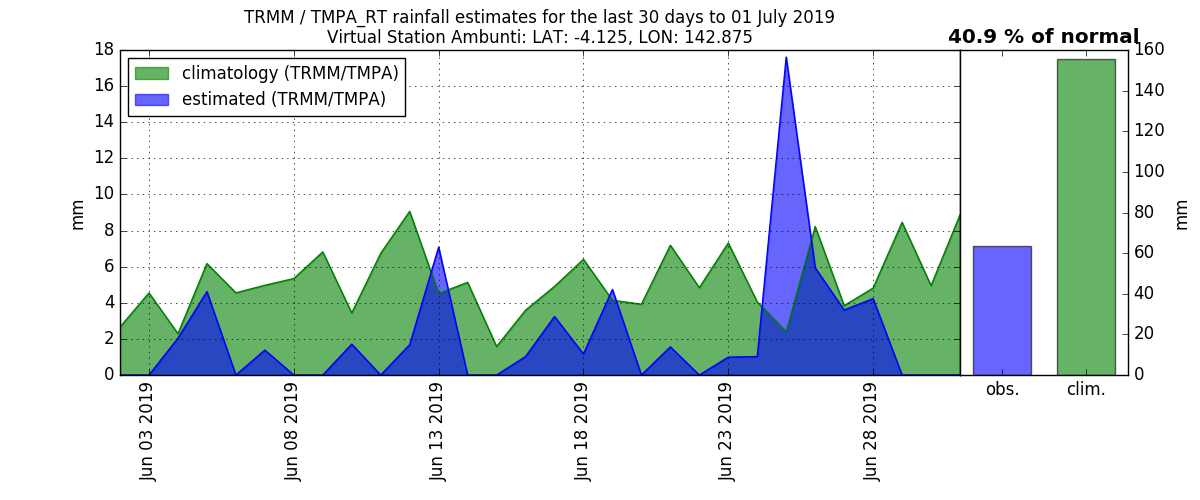 TRMM / TMPA_RT rainfall estimates for the last 30 days to 01 July 2019
Virtual Station Ambunti: LAT: -4.125, LON: 142.875
40.9 % of normal
climatology (TRMM/TMPA)
estimated (TRMM/TMPA)
18
16
14
12
10
8
6
4
2
0
mm
Jun 03 2019
Jun 08 2019
Jun 13 2019
Jun 18 2019
Jun 23 2019
Jun 28 2019
obs.
clim.
160
140
120
100
80
60
40
20
0
mm